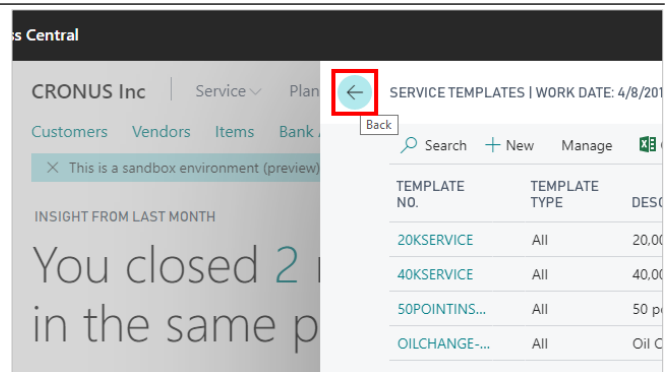 ss Central
CRONUS Inc Service Plan
Customers Vendors Items Bank
This is a sandbox environment (preview)
INSIGHT FROM LAST MONTH
You closed 2
in the same p
Back
SERVICE TEMPLATES | WORK DATE: 4/8/201
Search + New Manage
TEMPLATE NO. TEMPLATE TYPE DESC
20KSERVICE All 20,00
40KSERVICE All 40,00
50POINTINS... All 50 po
OILCHANGE-... All Oil C